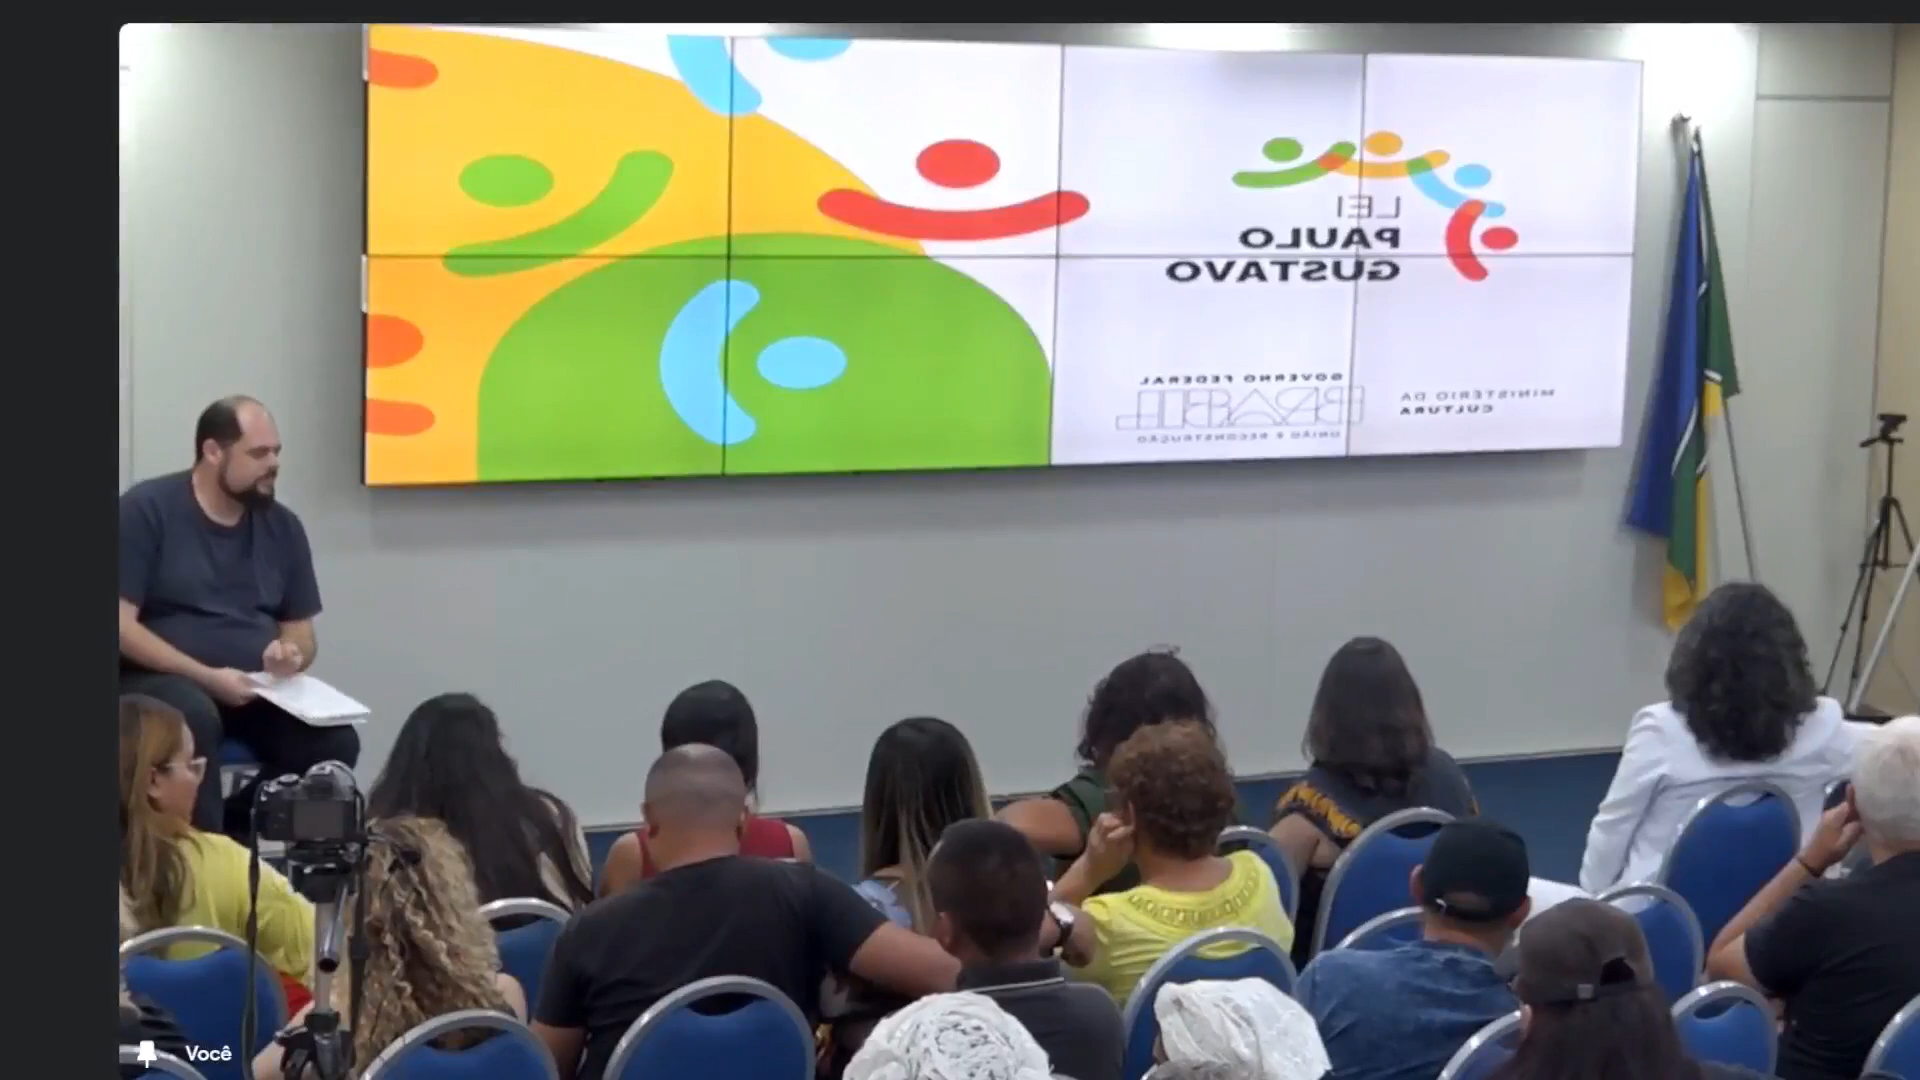 LEI
PAULO
GUSTAVO
GOVERNO FEDERAL
BRASIL
UNIÃO E RECONSTRUÇÃO
MINISTÉRIO DA
CULTURA
Você